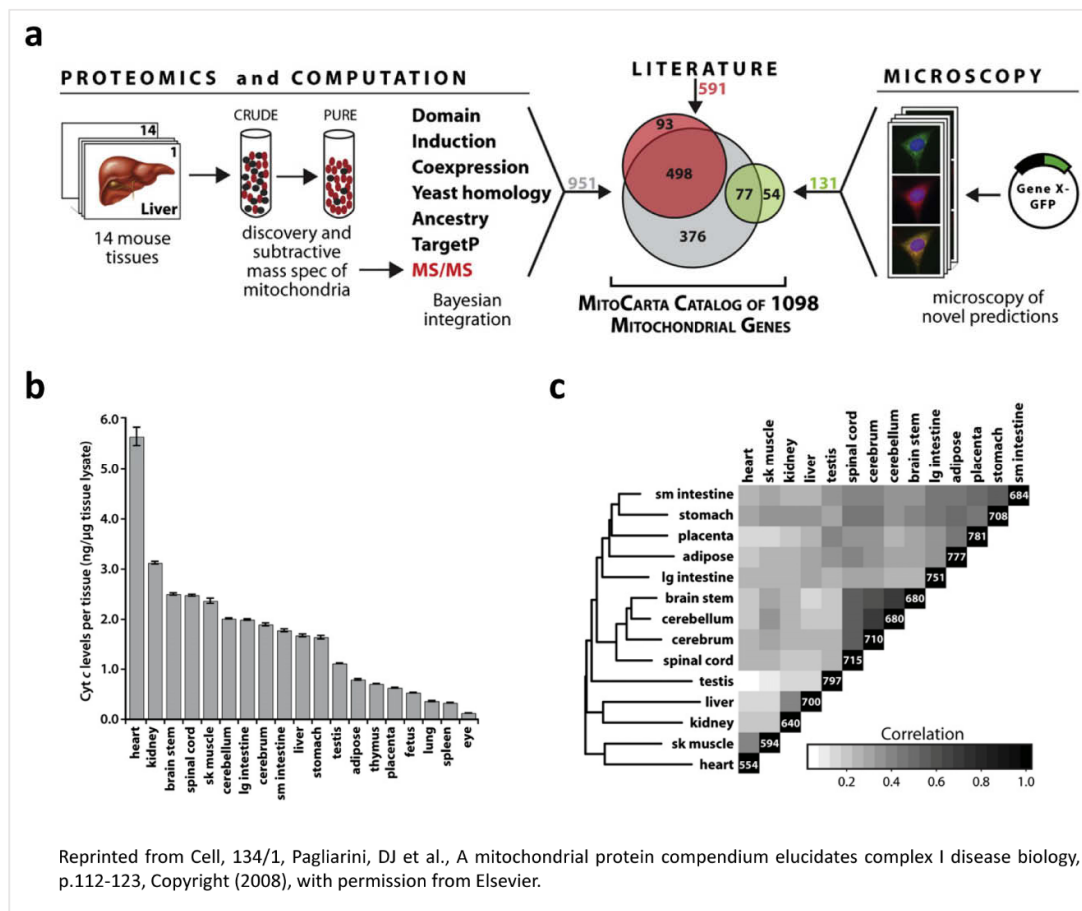 a
PROTEOMICS and COMPUTATION
LITERATURE
MICROSCOPY
14
1
Liver
14 mouse
tissues
CRUDE
PURE
discovery and
subtractive
mass spec of
mitochondria
Domain
Induction
Coexpression
Yeast homology
Ancestry
TargetP
MS/MS
Bayesian
integration
951
591
93
498
77
54
376
131
MITOCARTA CATALOG OF 1098
MITOCHONDRIAL GENES
Gene X-
GFP
microscopy of
novel predictions
b
Cyt c levels per tissue (ng/µg tissue lysate)
6.0
5.0
4.0
3.0
2.0
1.0
0.0
heart
kidney
brain stem
spinal cord
sk muscle
cerebellum
lg intestine
cerebrum
sm intestine
liver
stomach
testis
adipose
thymus
placenta
fetus
lung
spleen
eye
c
heart
sk muscle
kidney
liver
testis
spinal cord
cerebrum
cerebellum
brain stem
lg intestine
adipose
placenta
stomach
sm intestine
sm intestine 684
stomach 708
placenta 781
adipose 777
lg intestine 751
brain stem 680
cerebellum 680
cerebrum 710
spinal cord 715
testis 797
liver 700
kidney 640
sk muscle 594
heart 554
Correlation
0.2 0.4 0.6 0.8 1.0
Reprinted from Cell, 134/1, Pagliarini, DJ et al., A mitochondrial protein compendium elucidates complex I disease biology,
p.112-123, Copyright (2008), with permission from Elsevier.